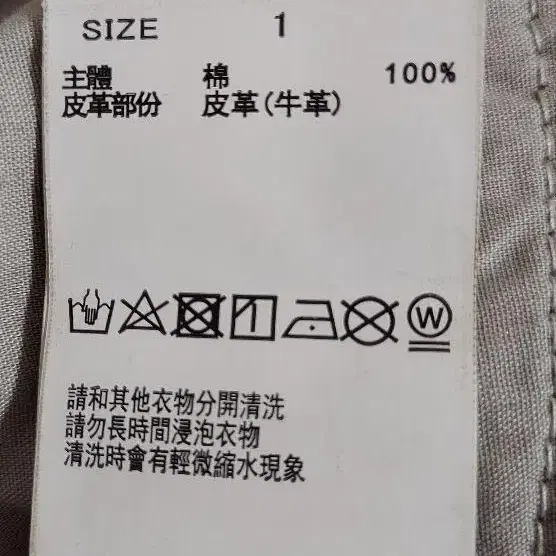 SIZE 1
主體 棉 100%
皮革部份 皮革(牛革)
W
請和其他衣物分開清洗
請勿長時間浸泡衣物
清洗時會有輕微縮水現象